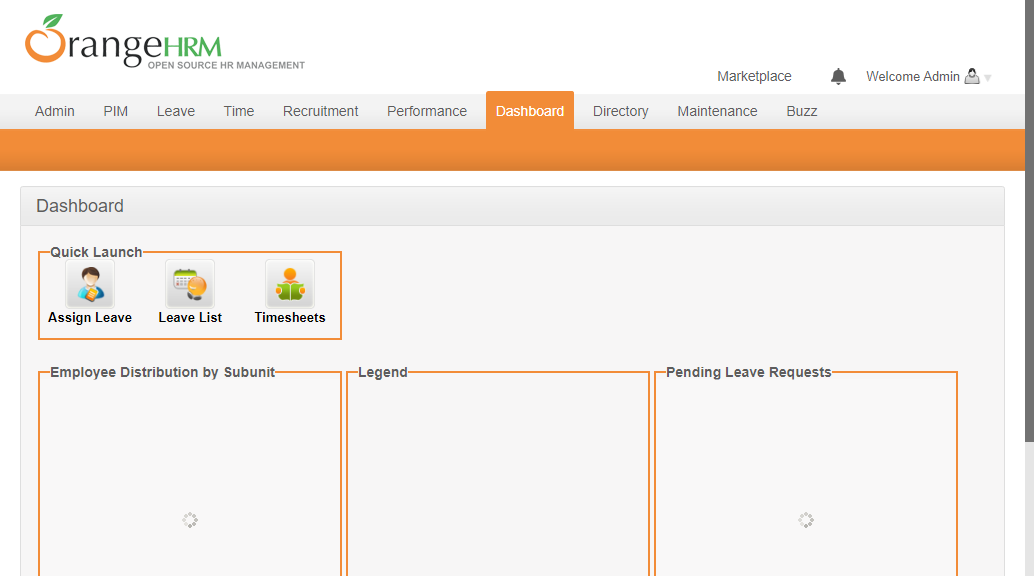 OrangeHRM
OPEN SOURCE HR MANAGEMENT
Marketplace Welcome Admin
Admin PIM Leave Time Recruitment Performance Dashboard Directory Maintenance Buzz
Dashboard
Quick Launch
Assign Leave Leave List Timesheets
Employee Distribution by Subunit Legend Pending Leave Requests